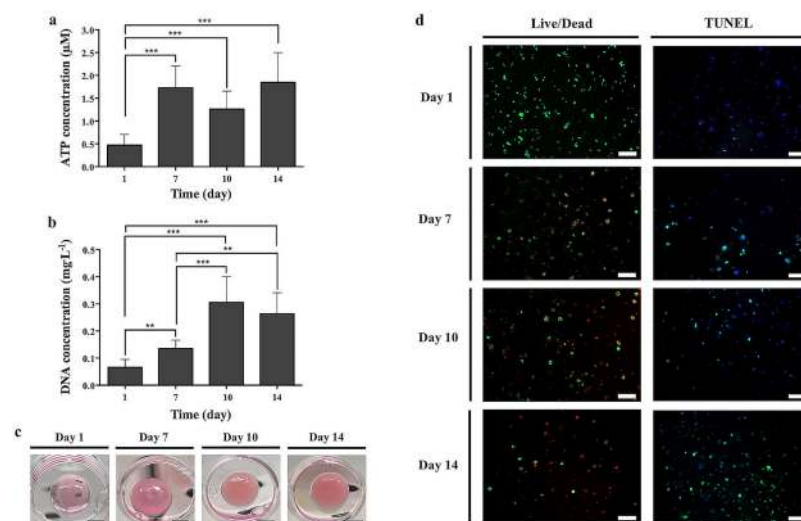 a
ATP concentration (µM)
3.0
2.5
2.0
1.5
1.0
0.5
0.0
***
***
***
1 7 10 14
Time (day)
b
DNA concentration (mg·L-1)
0.5
0.4
0.3
0.2
0.1
0.0
***
***
**
***
**
1 7 10 14
Time (day)
c
Day 1 Day 7 Day 10 Day 14
d
Live/Dead TUNEL
Day 1
Day 7
Day 10
Day 14